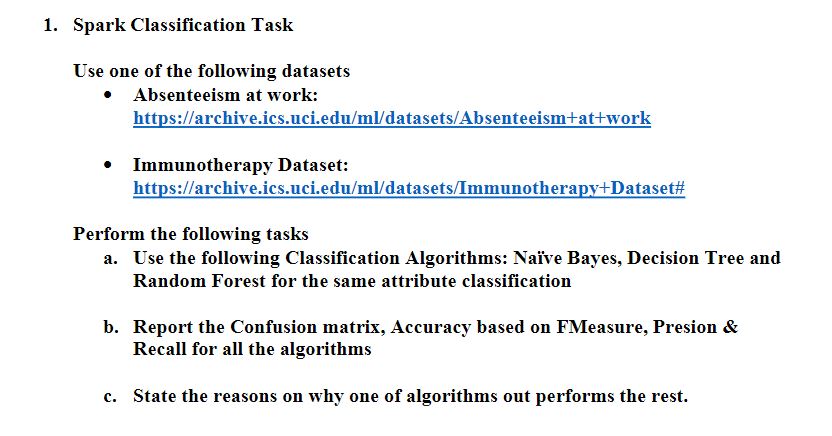 1. Spark Classification Task
Use one of the following datasets
• Absenteeism at work:
https://archive.ics.uci.edu/ml/datasets/Absenteeism+at+work
• Immunotherapy Dataset:
https://archive.ics.uci.edu/ml/datasets/Immunotherapy+Dataset#
Perform the following tasks
a. Use the following Classification Algorithms: Naïve Bayes, Decision Tree and
Random Forest for the same attribute classification
b. Report the Confusion matrix, Accuracy based on FMeasure, Presion &
Recall for all the algorithms
c. State the reasons on why one of algorithms out performs the rest.